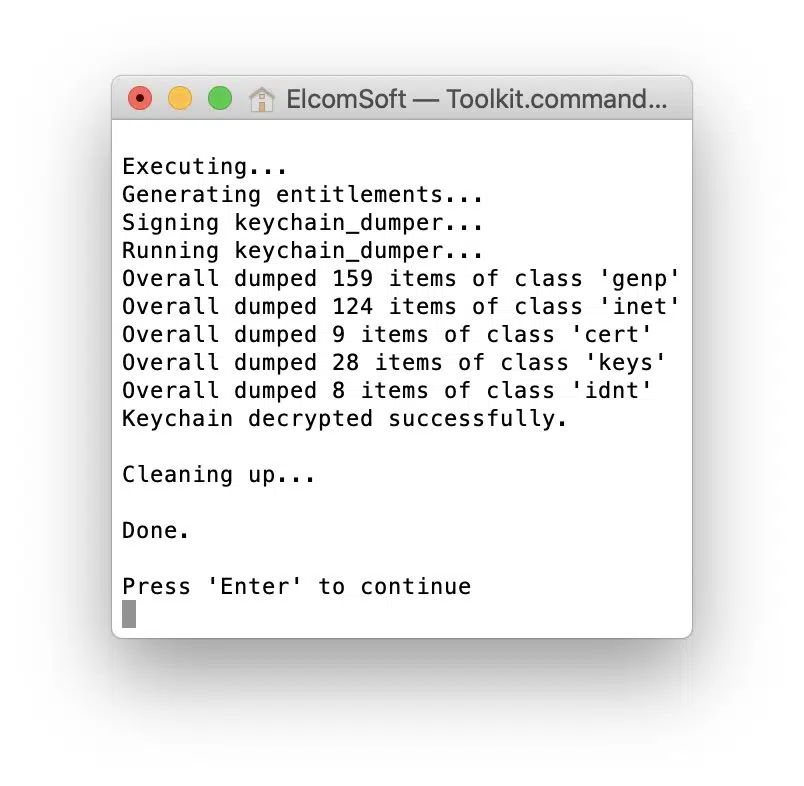 ElcomSoft — Toolkit.command...
Executing...
Generating entitlements...
Signing keychain_dumper...
Running keychain_dumper...
Overall dumped 159 items of class 'genp'
Overall dumped 124 items of class 'inet'
Overall dumped 9 items of class 'cert'
Overall dumped 28 items of class 'keys'
Overall dumped 8 items of class 'idnt'
Keychain decrypted successfully.
Cleaning up...
Done.
Press 'Enter' to continue